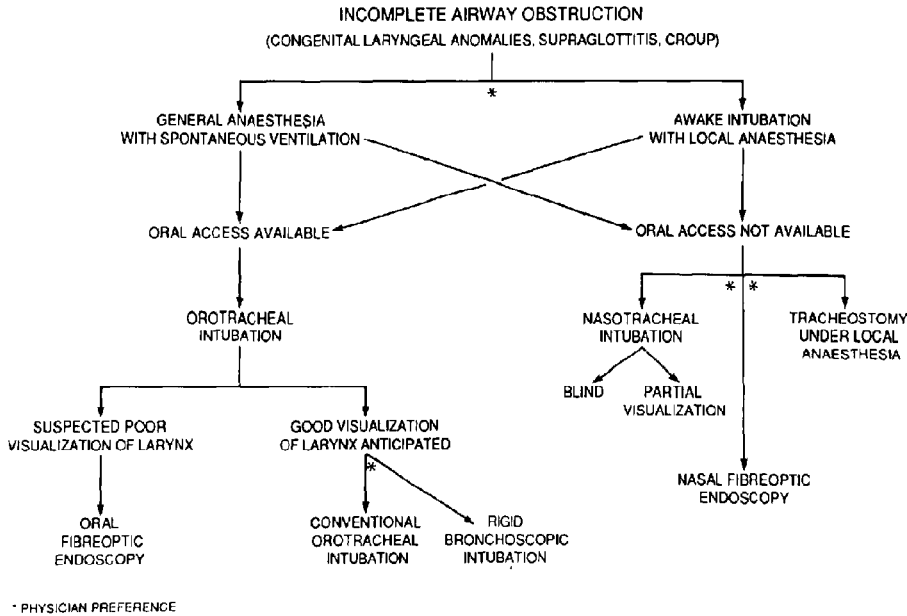 INCOMPLETE AIRWAY OBSTRUCTION
(CONGENITAL LARYNGEAL ANOMALIES, SUPRAGLOTTITIS, CROUP)
*
GENERAL ANAESTHESIA
WITH SPONTANEOUS VENTILATION
AWAKE INTUBATION
WITH LOCAL ANAESTHESIA
ORAL ACCESS AVAILABLE
ORAL ACCESS NOT AVAILABLE
* *
OROTRACHEAL
INTUBATION
NASOTRACHEAL
INTUBATION
TRACHEOSTOMY
UNDER LOCAL
ANAESTHESIA
BLIND
PARTIAL
VISUALIZATION
SUSPECTED POOR
VISUALIZATION OF LARYNX
GOOD VISUALIZATION
OF LARYNX ANTICIPATED
*
NASAL FIBREOPTIC
ENDOSCOPY
ORAL
FIBREOPTIC
ENDOSCOPY
CONVENTIONAL
OROTRACHEAL
INTUBATION
RIGID
BRONCHOSCOPIC
INTUBATION
* PHYSICIAN PREFERENCE